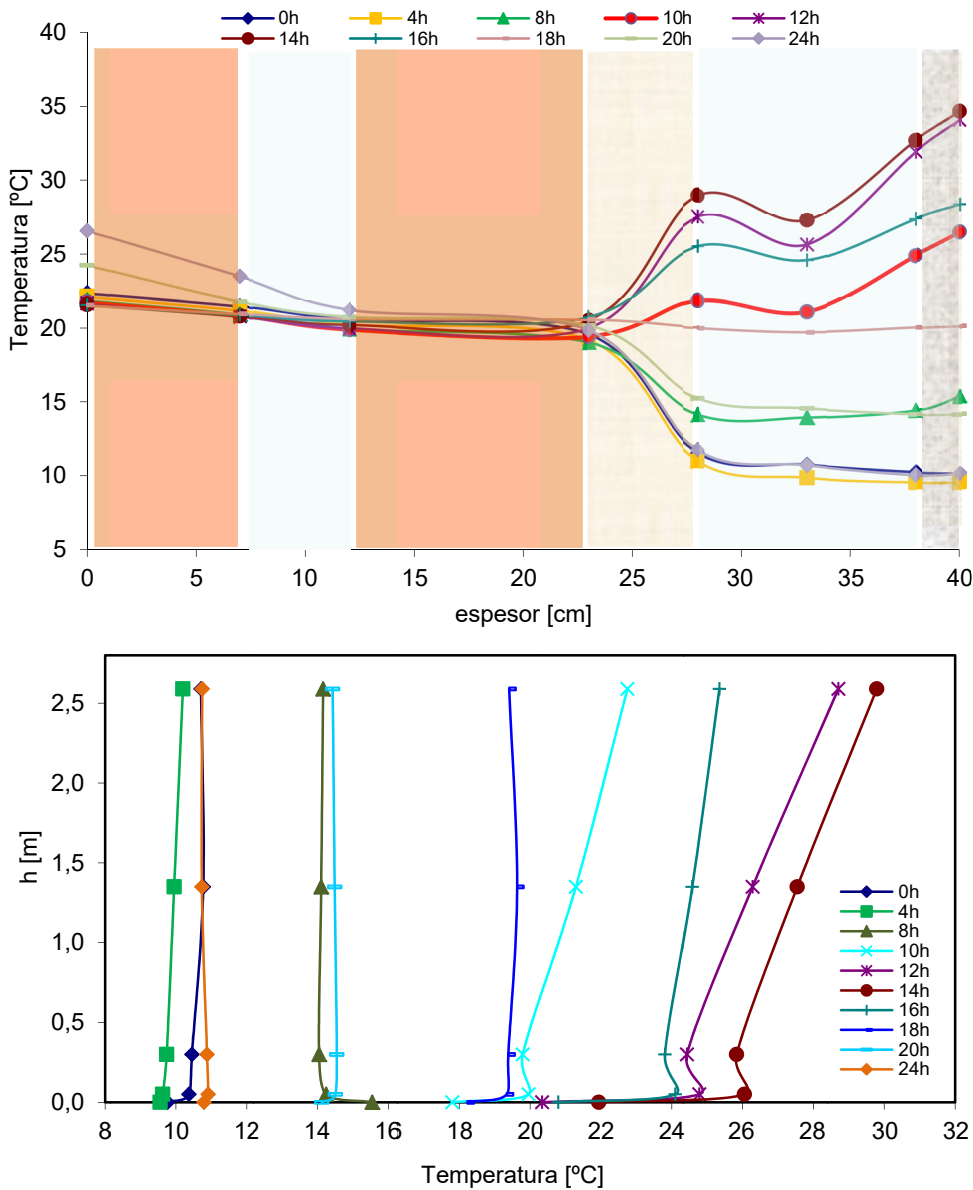 0h 4h 8h 10h 12h
14h 16h 18h 20h 24h
40
35
30
25
20
15
10
5
Temperatura [ºC]
0 5 10 15 20 25 30 35 40
espesor [cm]
2,5
2,0
1,5
1,0
0,5
0,0
h [m]
0h
4h
8h
10h
12h
14h
16h
18h
20h
24h
8 10 12 14 16 18 20 22 24 26 28 30 32
Temperatura [ºC]